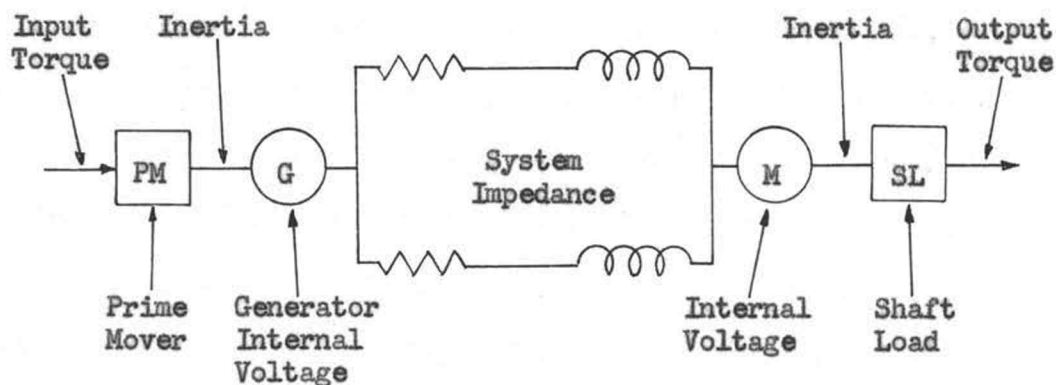 Input
Torque
Inertia
Inertia
Output
Torque
PM
G
System
Impedance
M
SL
Prime
Mover
Generator
Internal
Voltage
Internal
Voltage
Shaft
Load